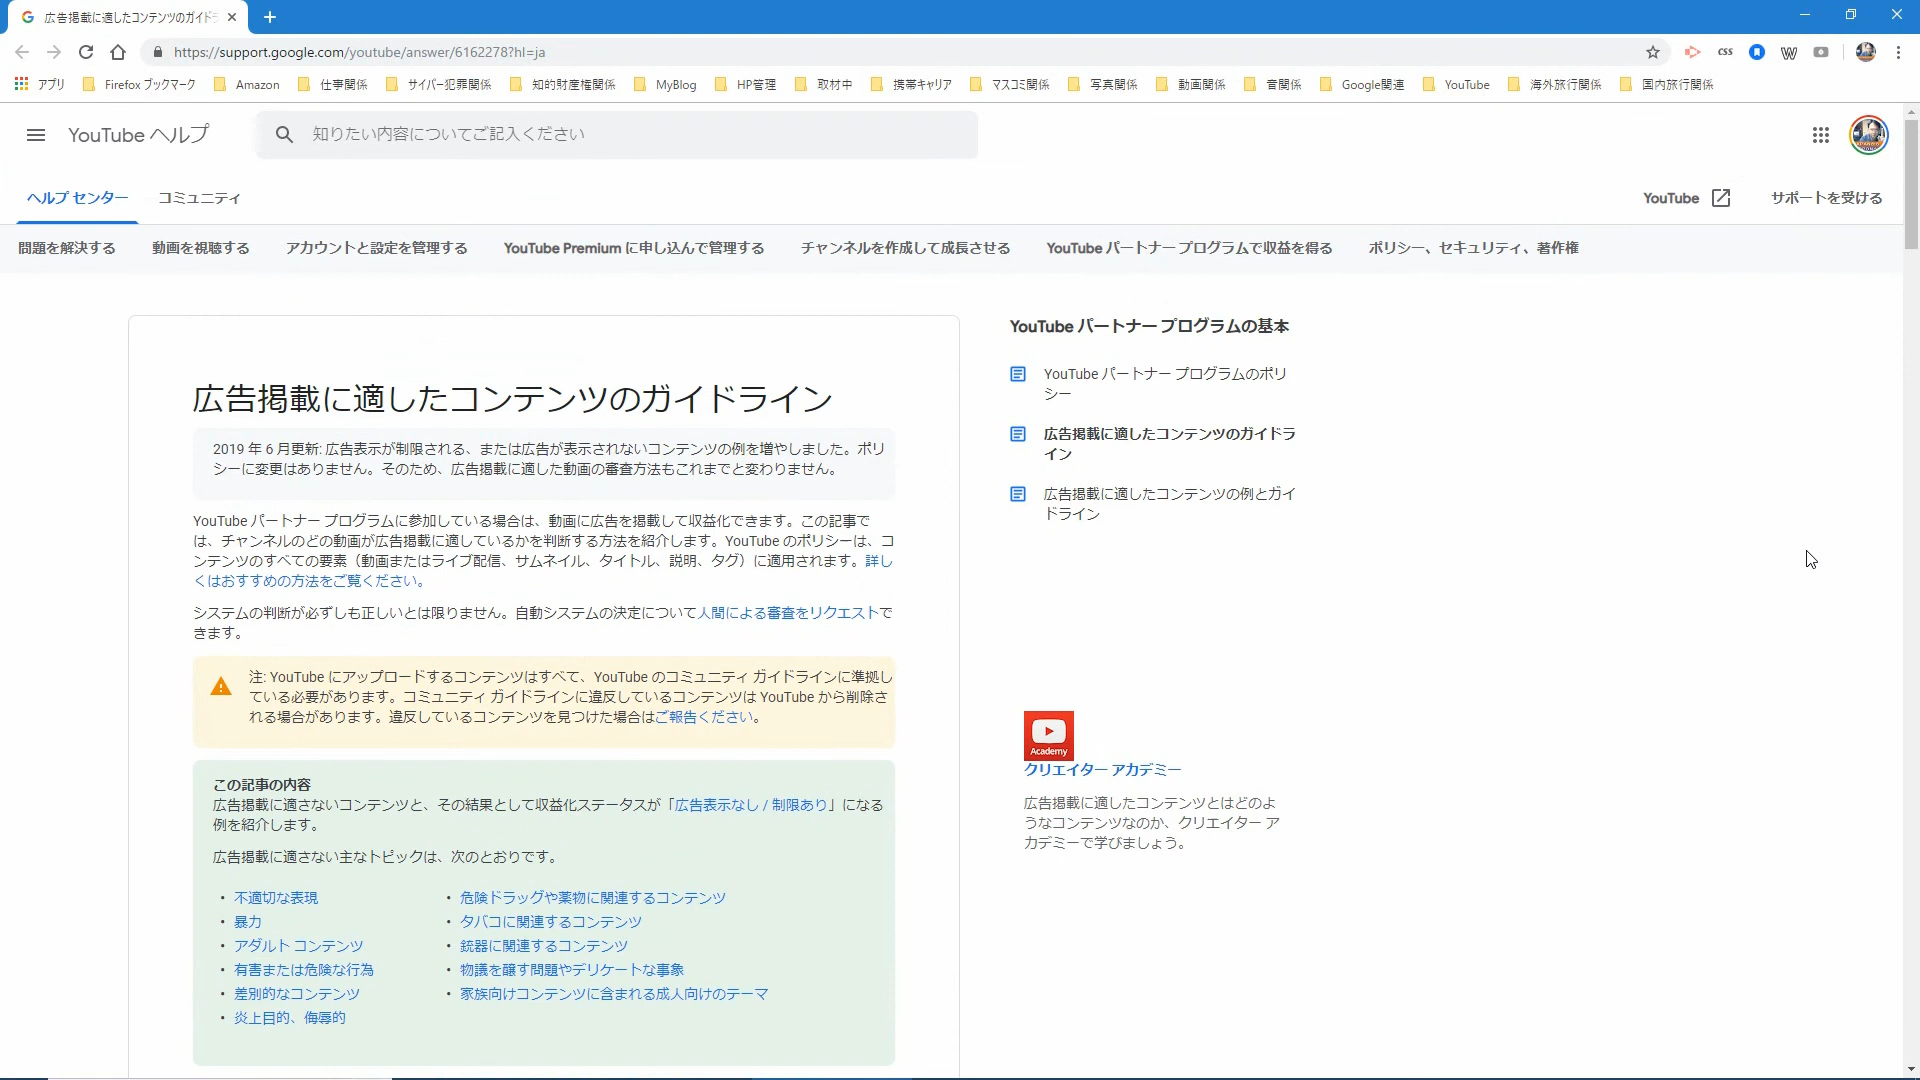 広告掲載に適したコンテンツのガイド
https://support.google.com/youtube/answer/6162278?hl=ja
css
アプリ Firefox ブックマーク Amazon 仕事関係 サイバー犯罪関係 知的財産権関係 MyBlog HP管理 取材中 携帯キャリア マスコミ関係 写真関係 動画関係 音関係 Google関連 YouTube 海外旅行関係 国内旅行関係
YouTube ヘルプ
知りたい内容についてご記入ください
ヘルプ センター コミュニティ YouTube サポートを受ける
問題を解決する 動画を視聴する アカウントと設定を管理する YouTube Premium に申し込んで管理する チャンネルを作成して成長させる YouTube パートナー プログラムで収益を得る ポリシー、セキュリティ、著作権
広告掲載に適したコンテンツのガイドライン
2019 年 6 月更新: 広告表示が制限される、または広告が表示されないコンテンツの例を増やしました。ポリ
シーに変更はありません。そのため、広告掲載に適した動画の審査方法もこれまでと変わりません。
YouTube パートナー プログラムに参加している場合は、動画に広告を掲載して収益化できます。この記事で
は、チャンネルのどの動画が広告掲載に適しているかを判断する方法を紹介します。YouTube のポリシーは、コ
ンテンツのすべての要素（動画またはライブ配信、サムネイル、タイトル、説明、タグ）に適用されます。詳し
くはおすすめの方法をご覧ください。
システムの判断が必ずしも正しいとは限りません。自動システムの決定について人間による審査をリクエストで
きます。
注: YouTube にアップロードするコンテンツはすべて、YouTube のコミュニティ ガイドラインに準拠し
ている必要があります。コミュニティ ガイドラインに違反しているコンテンツは YouTube から削除さ
れる場合があります。違反しているコンテンツを見つけた場合はご報告ください。
この記事の内容
広告掲載に適さないコンテンツと、その結果として収益化ステータスが「広告表示なし / 制限あり」になる
例を紹介します。
広告掲載に適さない主なトピックは、次のとおりです。
・ 不適切な表現
・ 暴力
・ アダルト コンテンツ
・ 有害または危険な行為
・ 差別的なコンテンツ
・ 炎上目的、侮辱的
・ 危険ドラッグや薬物に関連するコンテンツ
・ タバコに関連するコンテンツ
・ 銃器に関連するコンテンツ
・ 物議を醸す問題やデリケートな事象
・ 家族向けコンテンツに含まれる成人向けのテーマ
YouTube パートナー プログラムの基本
YouTube パートナー プログラムのポリ
シー
広告掲載に適したコンテンツのガイドラ
イン
広告掲載に適したコンテンツの例とガイ
ドライン
Academy
クリエイター アカデミー
広告掲載に適したコンテンツとはどのよ
うなコンテンツなのか、クリエイター ア
カデミーで学びましょう。